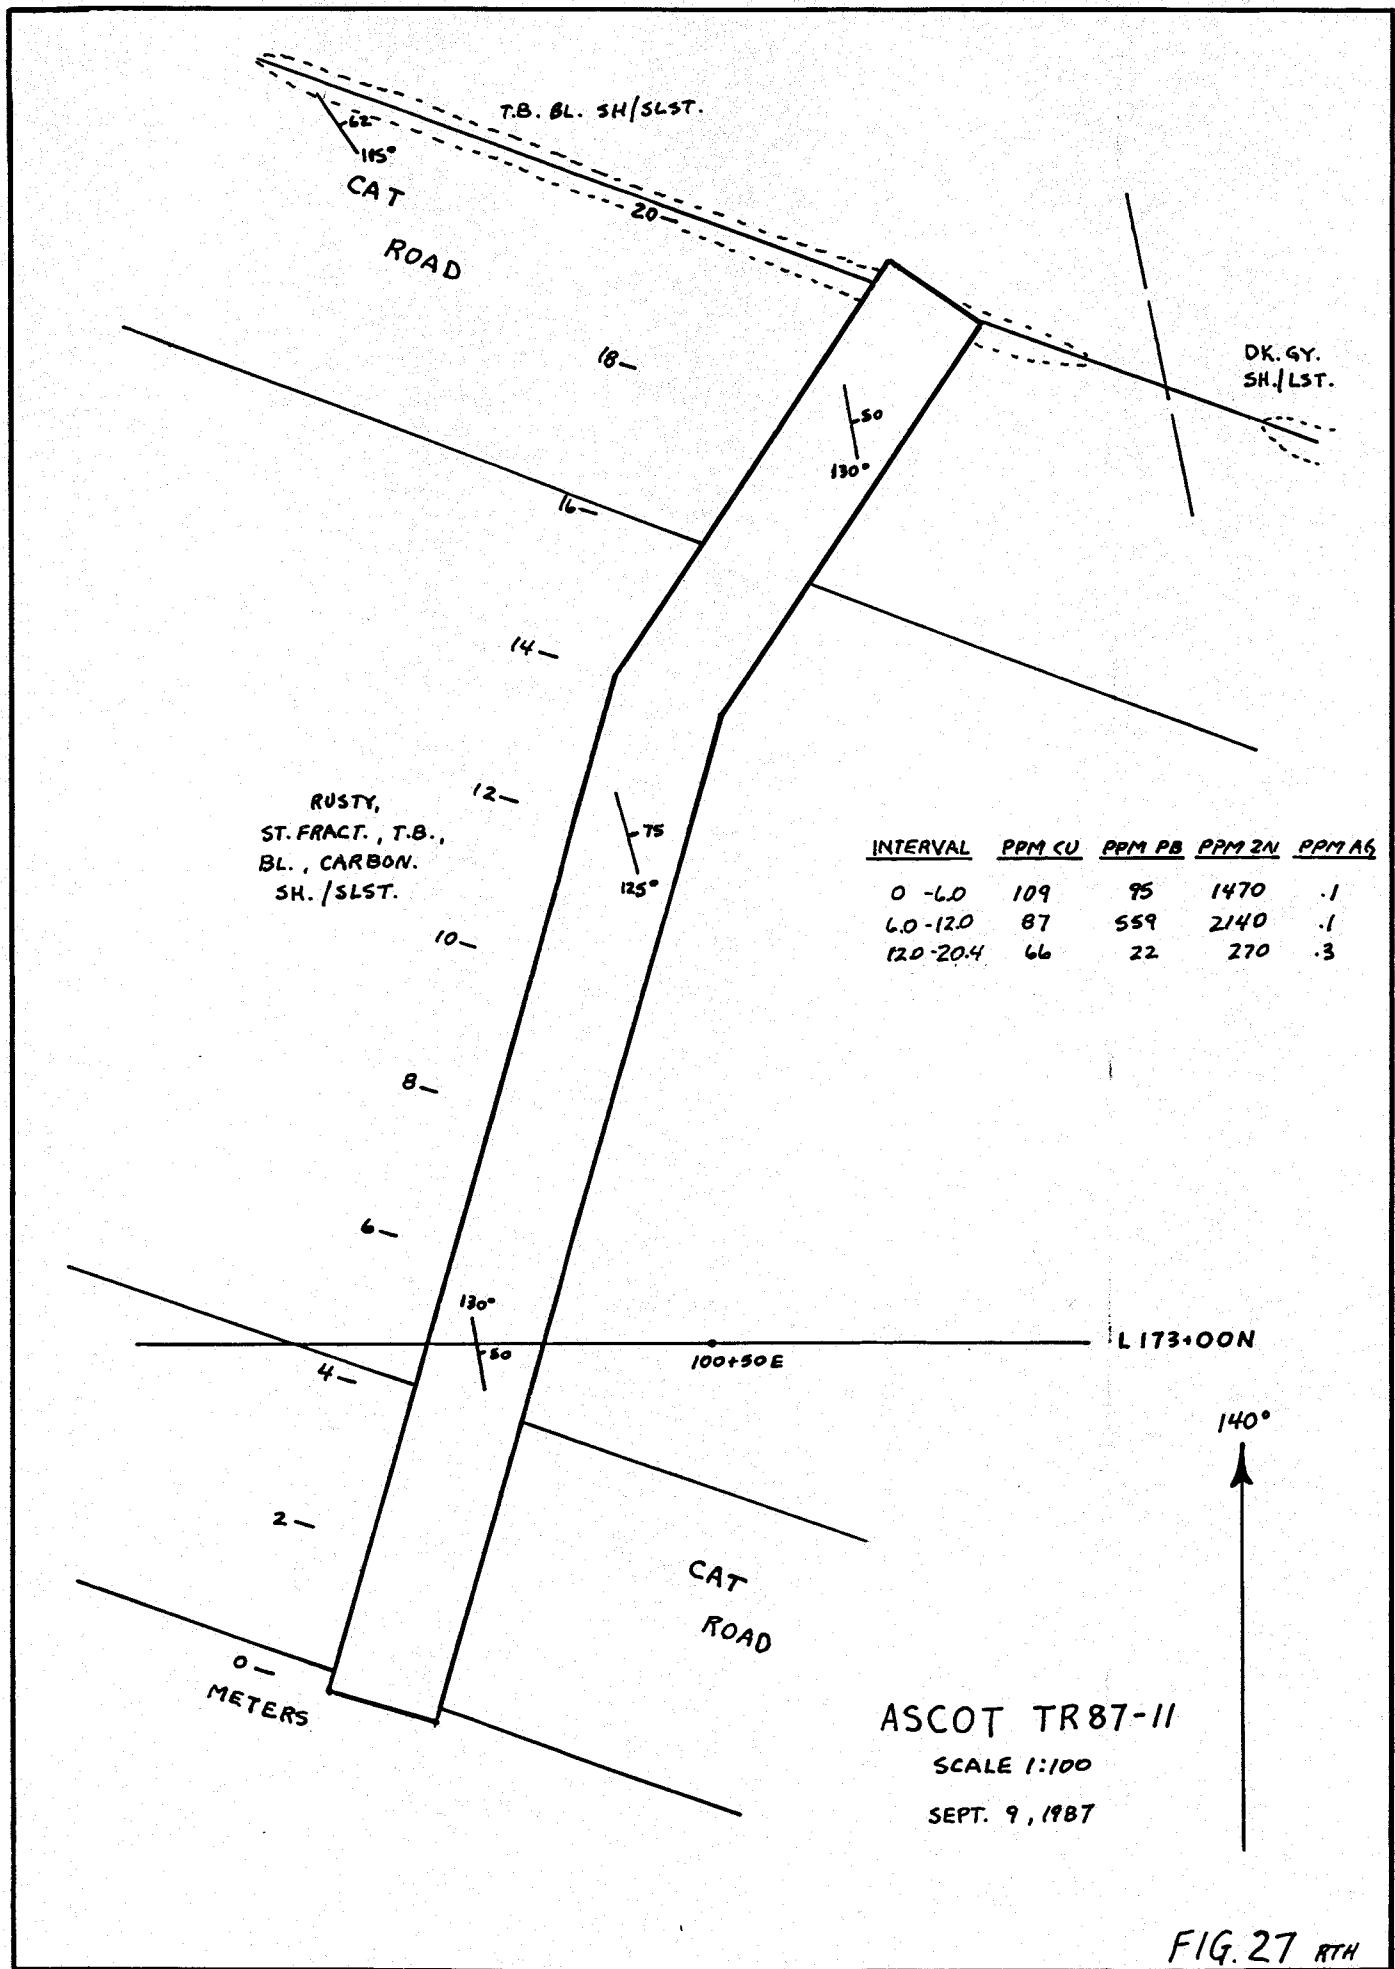 T.B. BL. SH/SLST.
62
115°
CAT
ROAD
20
18
DK. GY.
SH./LST.
50
130°
16
14
12
RUSTY,
ST. FRACT., T.B.,
BL., CARBON.
SH./SLST.
75
125°
INTERVAL PPM CU PPM PB PPM ZN PPM AG
0 -6.0 109 95 1470 .1
6.0 -12.0 87 559 2140 .1
12.0 -20.4 66 22 270 .3
10
8
6
130°
80
100+50E
L173+00N
4
140°
2
CAT
ROAD
0
METERS
ASCOT TR87-11
SCALE 1:100
SEPT. 9, 1987
FIG. 27 RTH